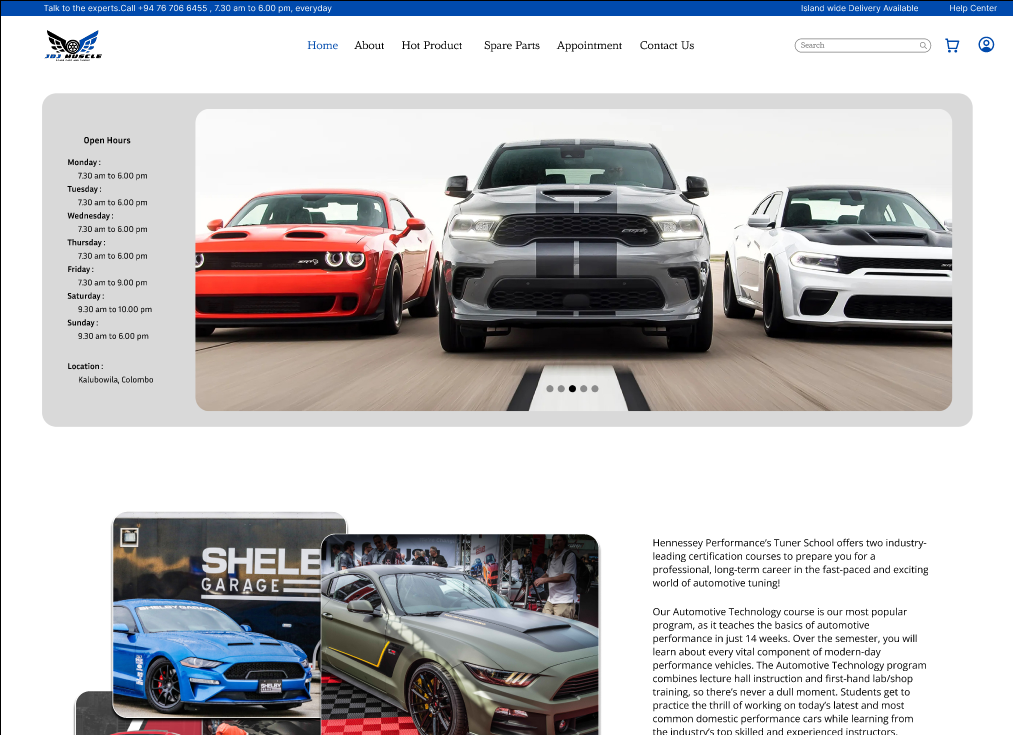 Talk to the experts.Call +94 76 706 6455 , 7.30 am to 6.00 pm, everyday
Island wide Delivery Available
Help Center
JDJ MUSCLE
Home
About
Hot Product
Spare Parts
Appointment
Contact Us
Search
Open Hours
Monday :
7.30 am to 6.00 pm
Tuesday :
7.30 am to 6.00 pm
Wednesday :
7.30 am to 6.00 pm
Thursday :
7.30 am to 6.00 pm
Friday :
7.30 am to 9.00 pm
Saturday :
9.30 am to 10.00 pm
Sunday :
9.30 am to 6.00 pm
Location :
Kalubowila, Colombo
SHELB
GARAGE
SHELBY GARAGE
SHELBY
Hennessey Performance's Tuner School offers two industry-
leading certification courses to prepare you for a
professional, long-term career in the fast-paced and exciting
world of automotive tuning!
Our Automotive Technology course is our most popular
program, as it teaches the basics of automotive
performance in just 14 weeks. Over the semester, you will
learn about every vital component of modern-day
performance vehicles. The Automotive Technology program
combines lecture hall instruction and first-hand lab/shop
training, so there's never a dull moment. Students get to
practice the thrill of working on today's latest and most
common domestic performance cars while learning from
the industry's top skilled and experienced instructors.